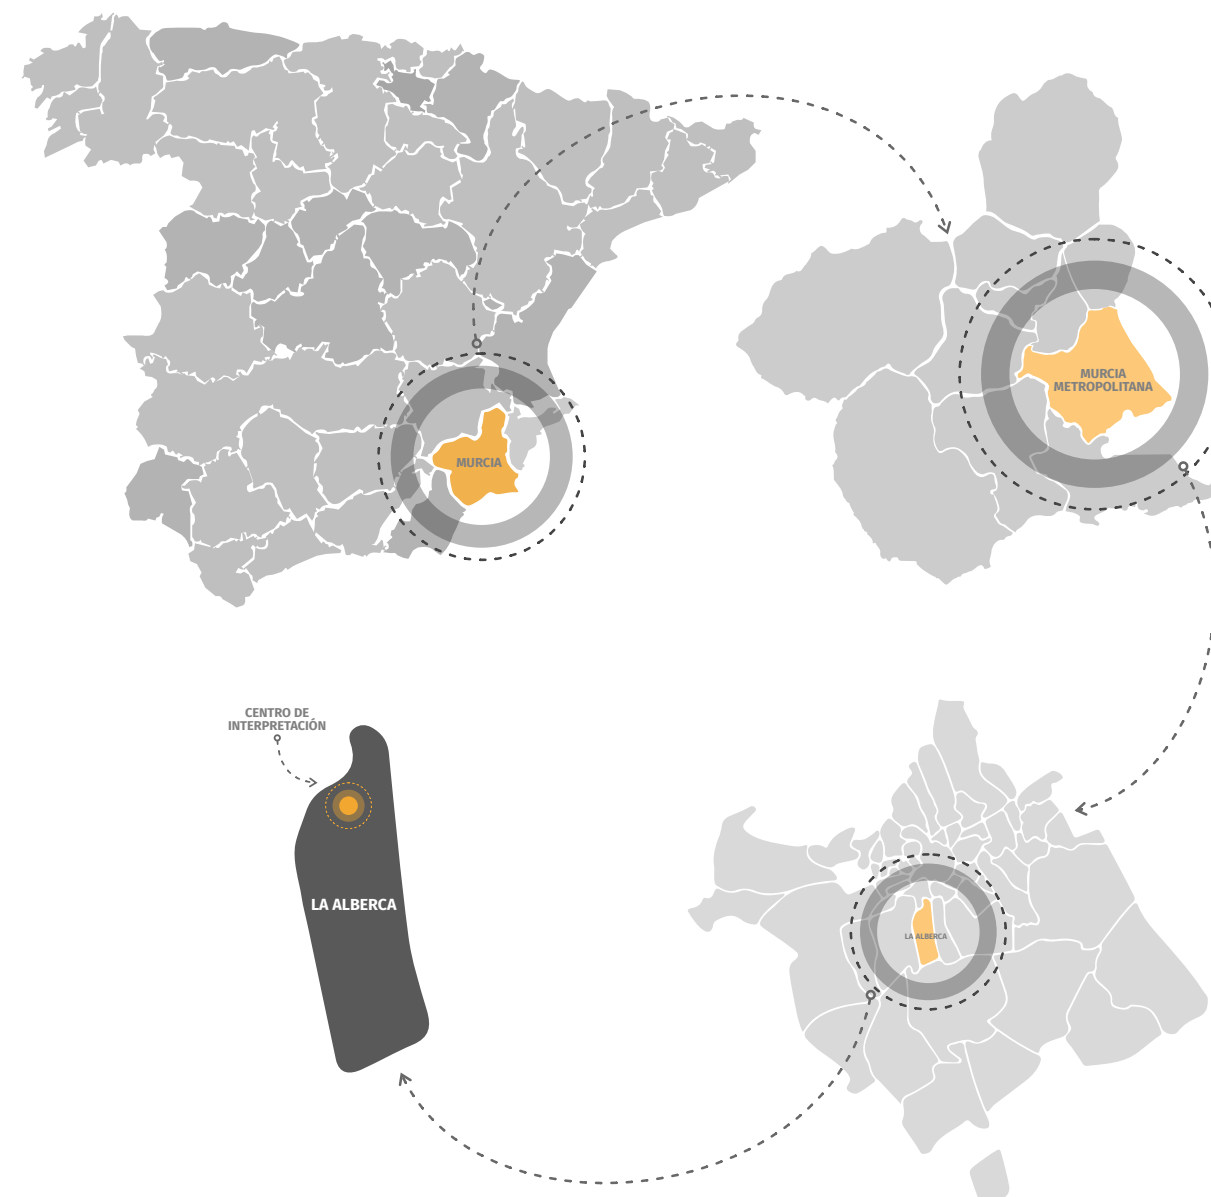 MURCIA
MURCIA
METROPOLITANA
CENTRO DE
INTERPRETACIÓN
LA ALBERCA
LA ALBERCA